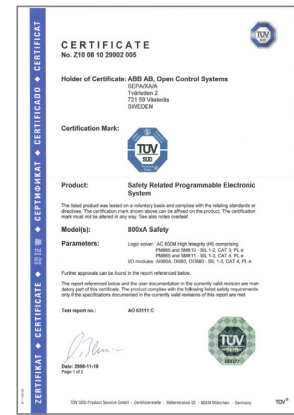 CERTIFICATE
No. Z10 08 10 29902 005
Holder of Certificate: ABB AB, Open Control Systems
SEPA/XA/A
Tvärleden 2
721 59 Västerås
SWEDEN
Certification Mark:
TÜV
SÜD
Product: Safety Related Programmable Electronic
System
The listed product was tested on a voluntary basis and complies with the relating standards or
directives. The certification mark shown above can be affixed on the product. The certification
mark must not be altered in any way. See also notes overleaf.
Model(s): 800xA Safety
Parameters: Logic solver: AC 800M High Integrity (HI) comprising
PM865 and SM810 - SIL 1-2, CAT 3, PL e
PM865 and SM811 - SIL 1-3, CAT 4, PL e
I/O modules: AI880A, DI880, DO880 - SIL 1-3, CAT 4, PL e
Further approvals can be found in the report referenced below.
The report referenced below and the user documentation in the currently valid revision are man-
datory part of this certificate. The product complies with the following listed safety requirements
only if the specifications documented in the currently valid revisions of this report are met.
Test report no.: AO 63111 C
Date: 2008-11-18
Page 1 of 2
TÜV SÜD Product Service GmbH · Zertifizierstelle · Ridlerstrasse 65 · 80339 München · Germany
TÜV
ZERTIFIKAT ◆ CERTIFICATE ◆ 認證證書 ◆ СЕРТИФИКАТ ◆ CERTIFICADO ◆ CERTIFICAT